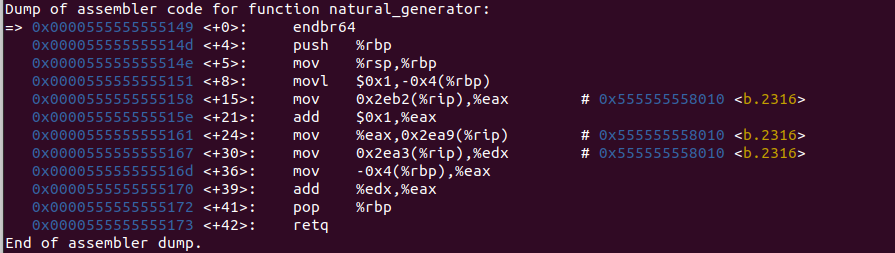 Dump of assembler code for function natural_generator:
=> 0x0000555555555149 <+0>: endbr64
0x000055555555514d <+4>: push %rbp
0x000055555555514e <+5>: mov %rsp,%rbp
0x0000555555555151 <+8>: movl $0x1,-0x4(%rbp)
0x0000555555555158 <+15>: mov 0x2eb2(%rip),%eax # 0x555555558010 <b.2316>
0x000055555555515e <+21>: add $0x1,%eax
0x0000555555555161 <+24>: mov %eax,0x2ea9(%rip) # 0x555555558010 <b.2316>
0x0000555555555167 <+30>: mov 0x2ea3(%rip),%edx # 0x555555558010 <b.2316>
0x000055555555516d <+36>: mov -0x4(%rbp),%eax
0x0000555555555170 <+39>: add %edx,%eax
0x0000555555555172 <+41>: pop %rbp
0x0000555555555173 <+42>: retq
End of assembler dump.